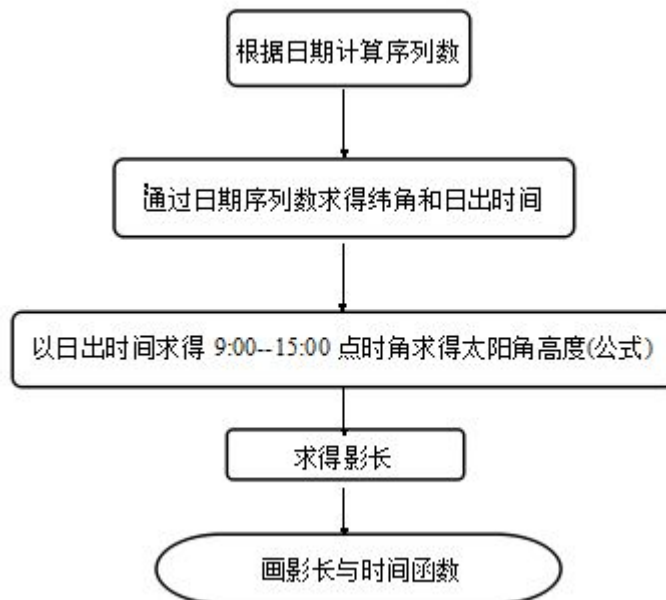 根据日期计算序列数
通过日期序列数求得纬角和日出时间
以日出时间求得 9:00--15:00 点时角求得太阳角高度(公式)
求得影长
画影长与时间函数